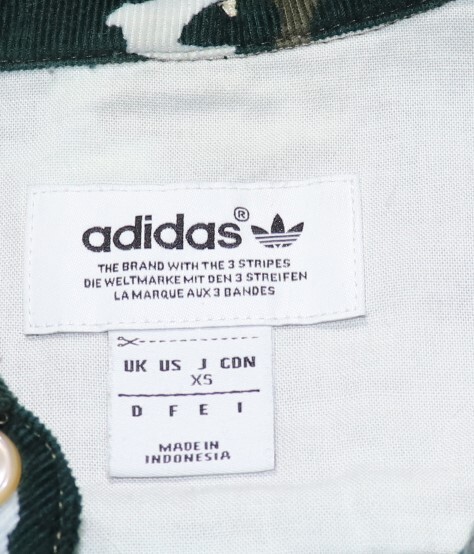 adidas®
THE BRAND WITH THE 3 STRIPES
DIE WELTMARKE MIT DEN 3 STREIFEN
LA MARQUE AUX 3 BANDES
UK US J CDN
XS
D F E I
MADE IN
INDONESIA